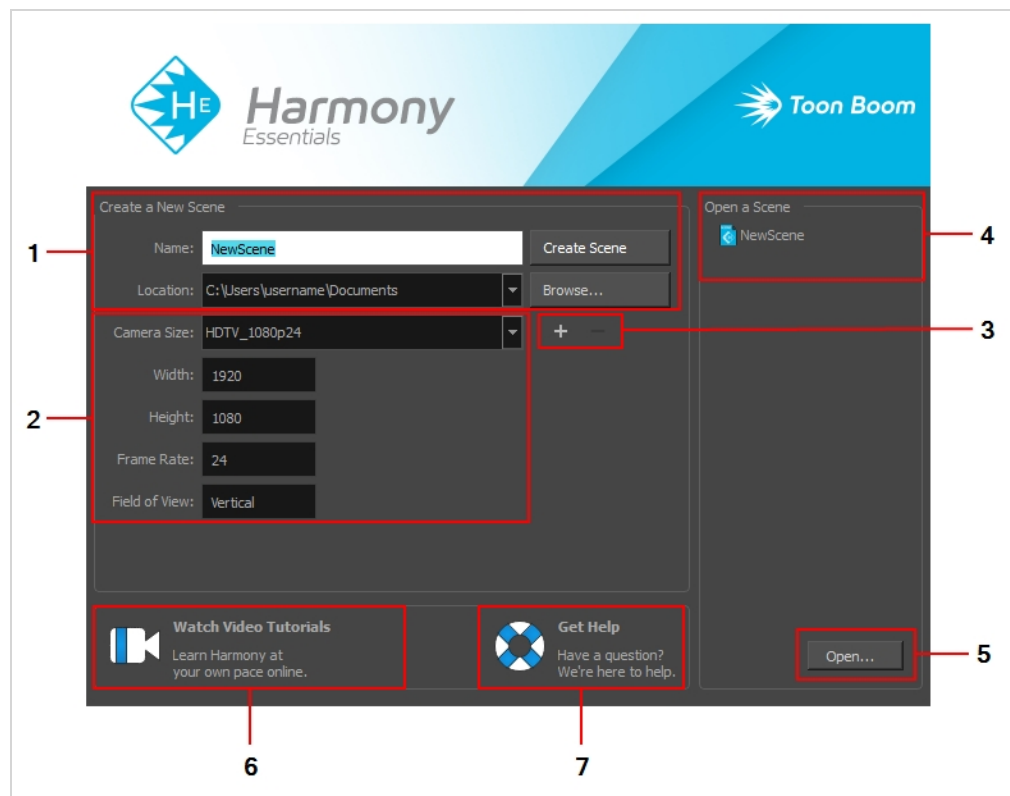 HE
Harmony
Essentials
Toon Boom
Create a New Scene
Name: NewScene Create Scene
Location: C:\Users\username\Documents Browse...
Camera Size: HDTV_1080p24 + −
Width: 1920
Height: 1080
Frame Rate: 24
Field of View: Vertical
Open a Scene
NewScene
Open...
Watch Video Tutorials
Learn Harmony at
your own pace online.
Get Help
Have a question?
We're here to help.
1
2
3
4
5
6
7